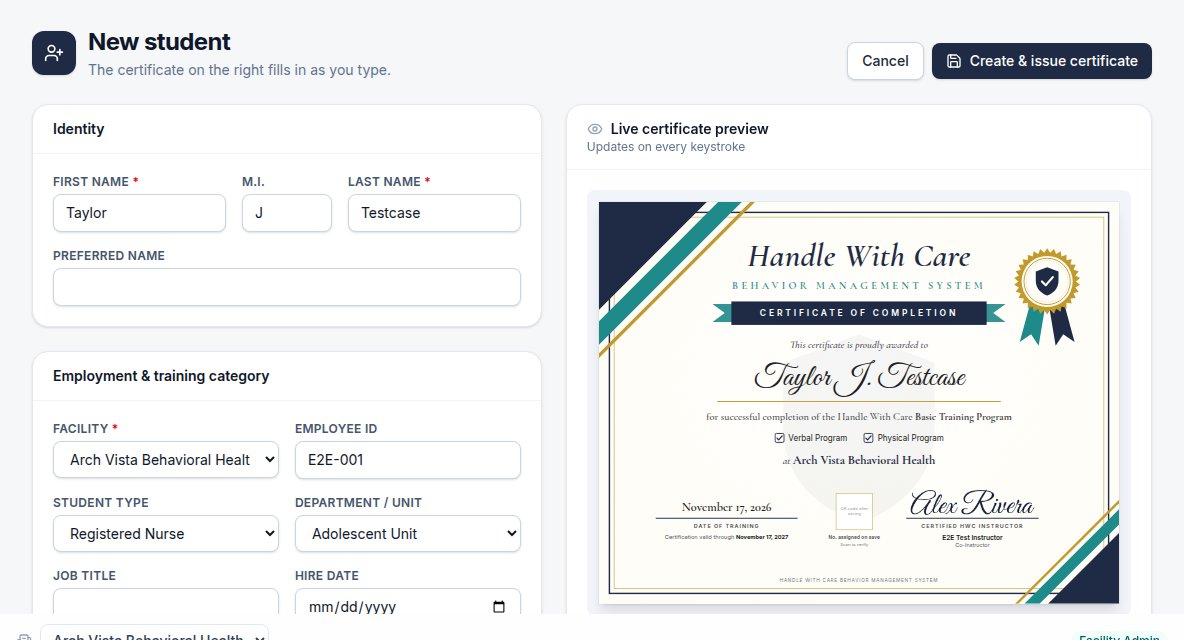 New student
The certificate on the right fills in as you type.
Cancel
Create & issue certificate
Identity
FIRST NAME *
M.I.
LAST NAME *
Taylor
J
Testcase
PREFERRED NAME
Employment & training category
FACILITY *
EMPLOYEE ID
Arch Vista Behavioral Healt
E2E-001
STUDENT TYPE
DEPARTMENT / UNIT
Registered Nurse
Adolescent Unit
JOB TITLE
HIRE DATE
mm/dd/yyyy
Live certificate preview
Updates on every keystroke
Handle With Care
BEHAVIOR MANAGEMENT SYSTEM
CERTIFICATE OF COMPLETION
This certificate is proudly awarded to
Taylor J. Testcase
for successful completion of the Handle With Care Basic Training Program
Verbal Program
Physical Program
at Arch Vista Behavioral Health
November 17, 2026
DATE OF TRAINING
Certification valid through November 17, 2027
QR code after
saving
No. assigned on save
Scan to verify
Alex Rivera
CERTIFIED HWC INSTRUCTOR
E2E Test Instructor
Co-Instructor
HANDLE WITH CARE BEHAVIOR MANAGEMENT SYSTEM
Arch Vista Behavioral Health
Facility Admin